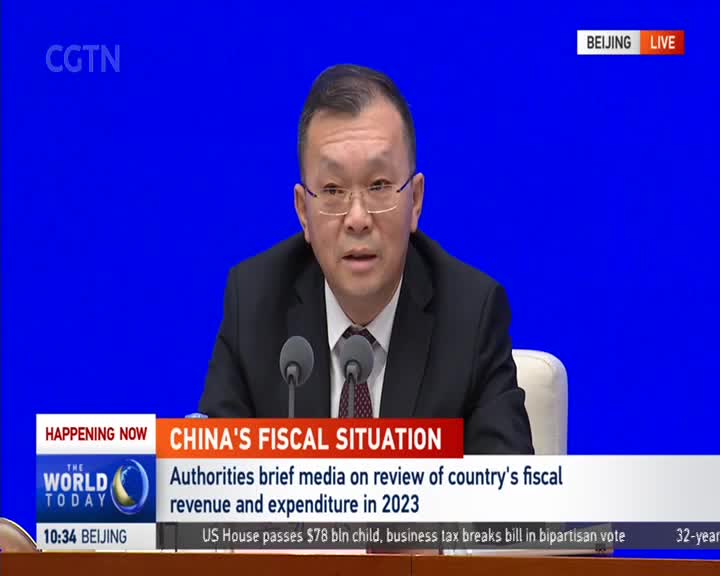 CGTN
BEIJING LIVE
HAPPENING NOW
CHINA'S FISCAL SITUATION
THE
WORLD
TODAY
Authorities brief media on review of country's fiscal
revenue and expenditure in 2023
10:34 BEIJING
US House passes $78 bln child, business tax breaks bill in bipartisan vote 32-year